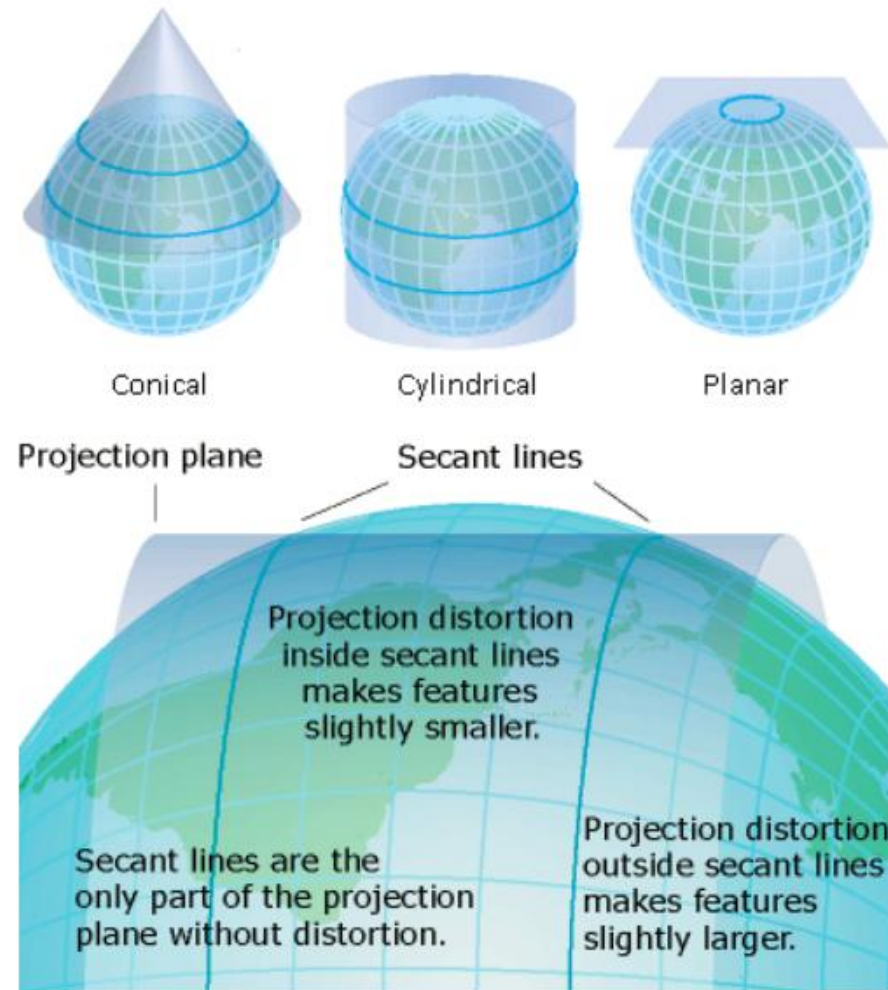 Conical
Cylindrical
Planar
Projection plane
Secant lines
Projection distortion
inside secant lines
makes features
slightly smaller.
Secant lines are the
only part of the projection
plane without distortion.
Projection distortion
outside secant lines
makes features
slightly larger.